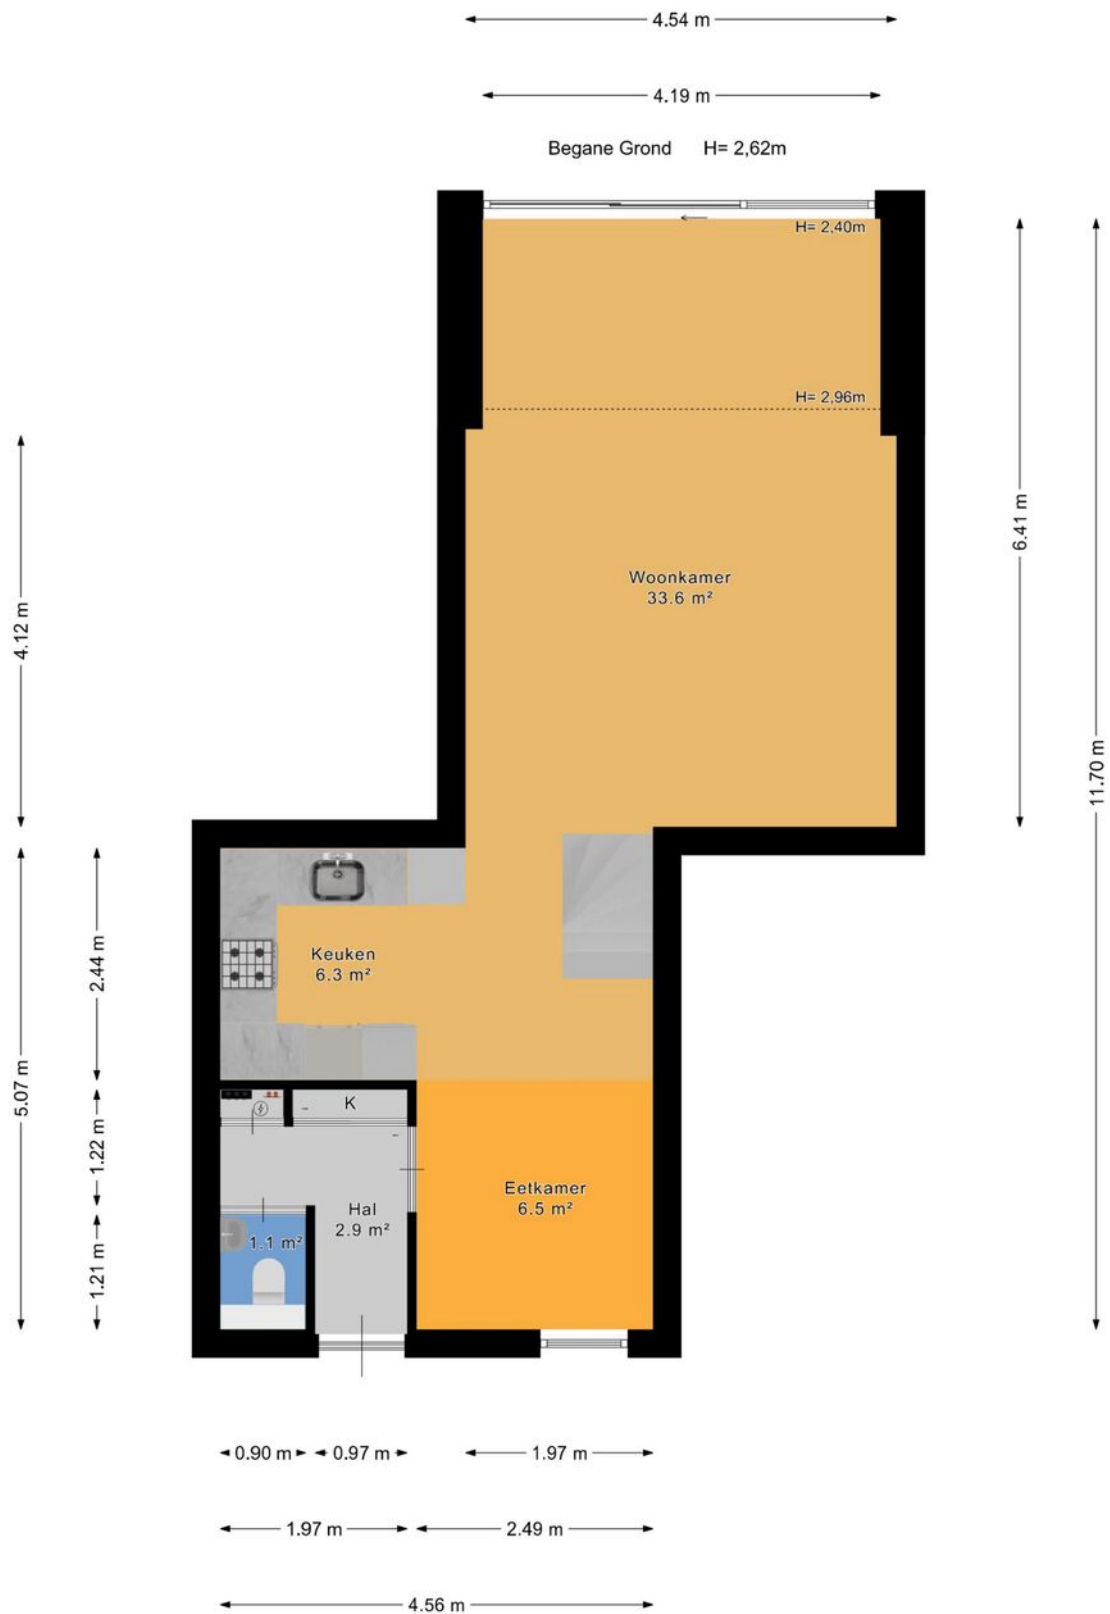 4.54 m
4.19 m
Begane Grond H= 2,62m
H= 2,40m
H= 2,96m
6.41 m
11.70 m
4.12 m
Woonkamer
33.6 m²
Keuken
6.3 m²
2.44 m
5.07 m
1.22 m
1.21 m
K
Hal
2.9 m²
1.1 m²
Eetkamer
6.5 m²
0.90 m
0.97 m
1.97 m
1.97 m
2.49 m
4.56 m